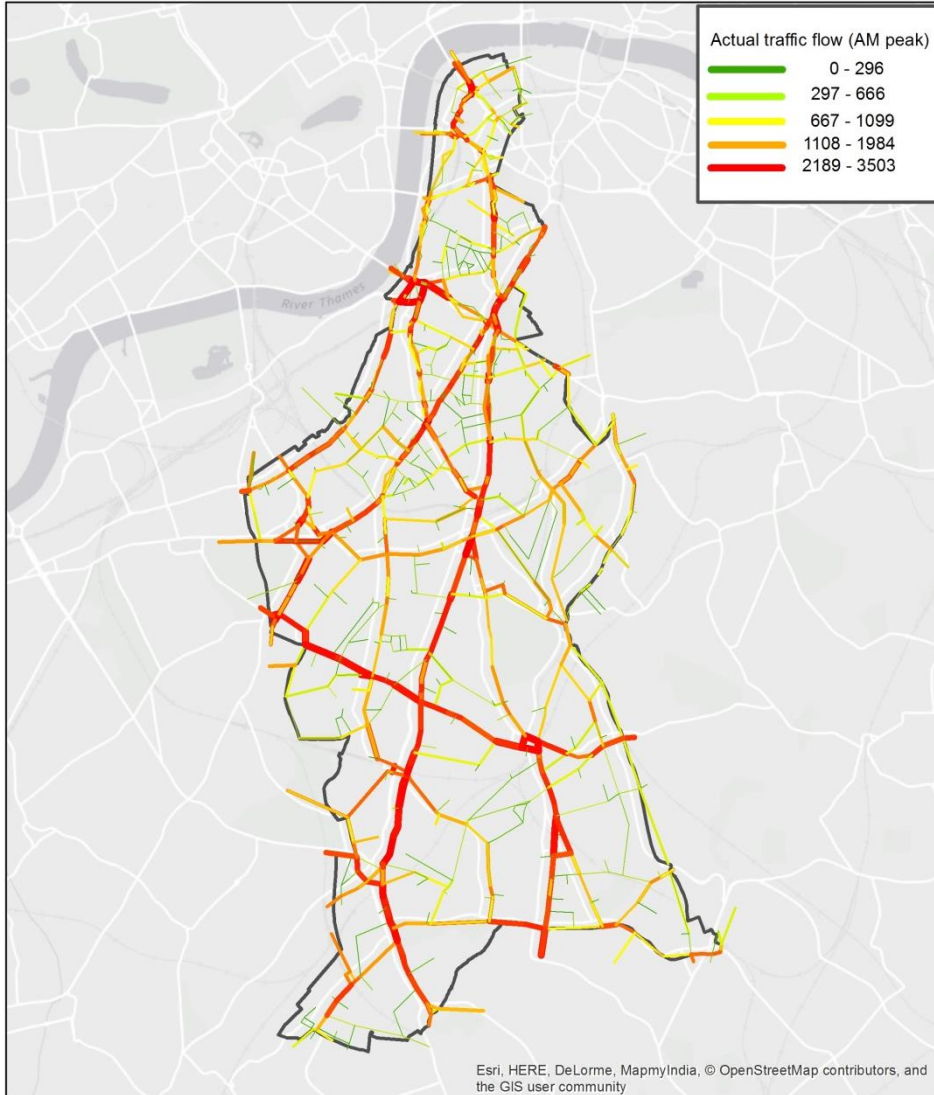 Actual traffic flow (AM peak)
0 - 296
297 - 666
667 - 1099
1108 - 1984
2189 - 3503
River Thames
Esri, HERE, DeLorme, MapmyIndia, © OpenStreetMap contributors, and
the GIS user community